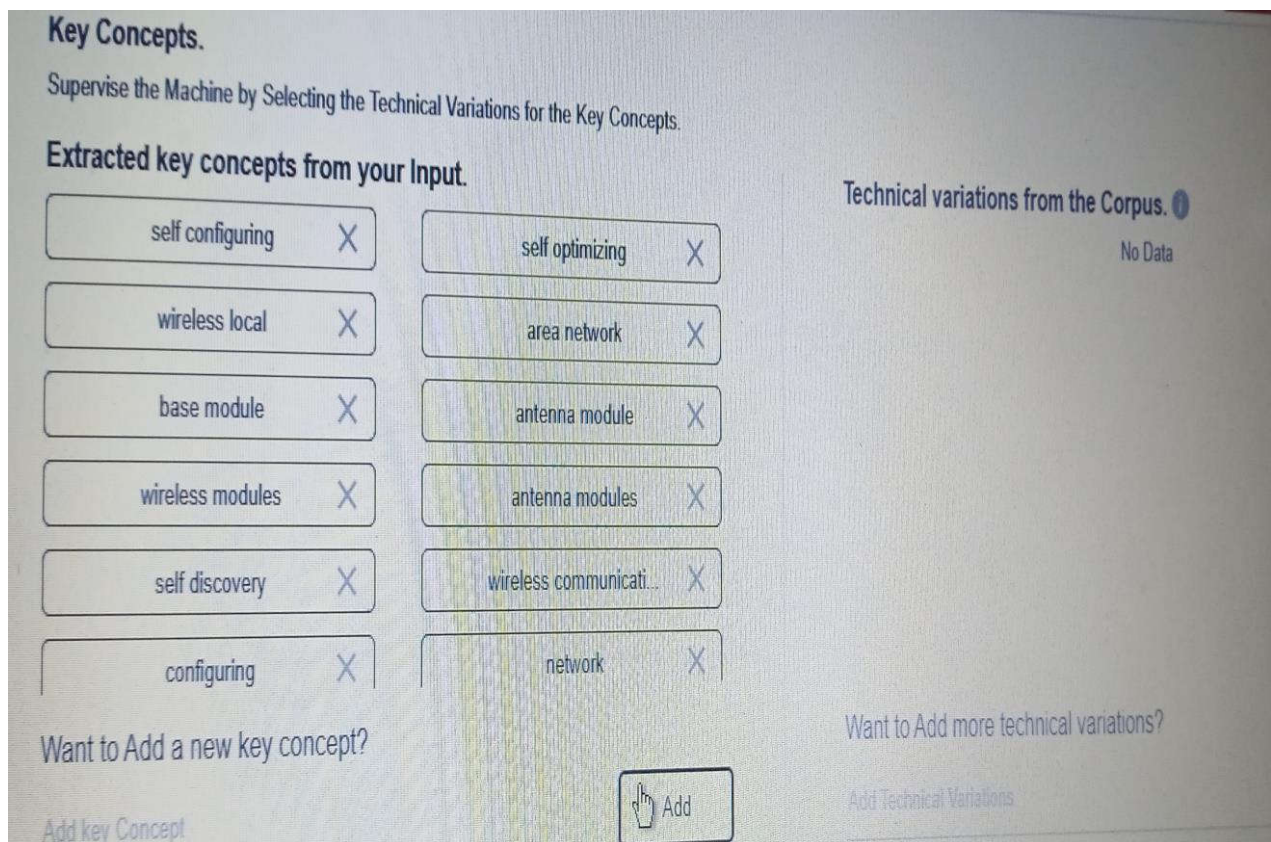 Key Concepts.
Supervise the Machine by Selecting the Technical Variations for the Key Concepts.
Extracted key concepts from your Input.
self configuring X
self optimizing X
wireless local X
area network X
base module X
antenna module X
wireless modules X
antenna modules X
self discovery X
wireless communicati... X
configuring X
network X
Want to Add a new key concept?
Add key Concept
Add
Technical variations from the Corpus. i
No Data
Want to Add more technical variations?
Add Technical Variations